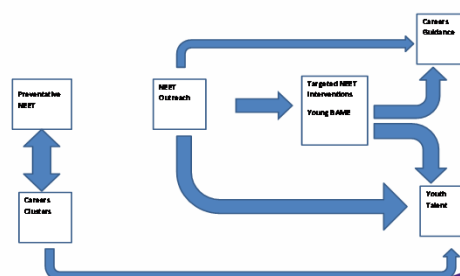 Careers
Guidance
NEET
Outreach
Targeted NEET
Interventions
Young BAME
Preventative
NEET
Careers
Clusters
Youth
Talent